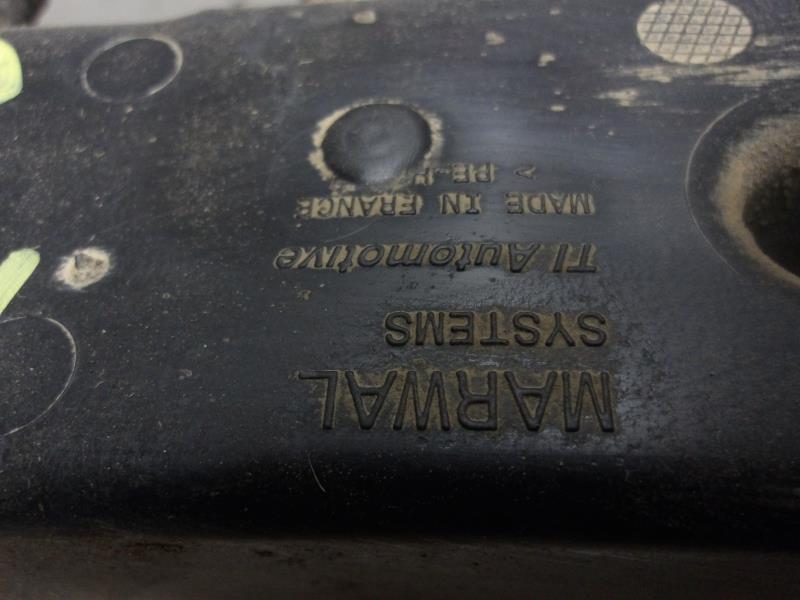 MARWAL
SYSTEMS
TI Automotive
MADE IN FRANCE